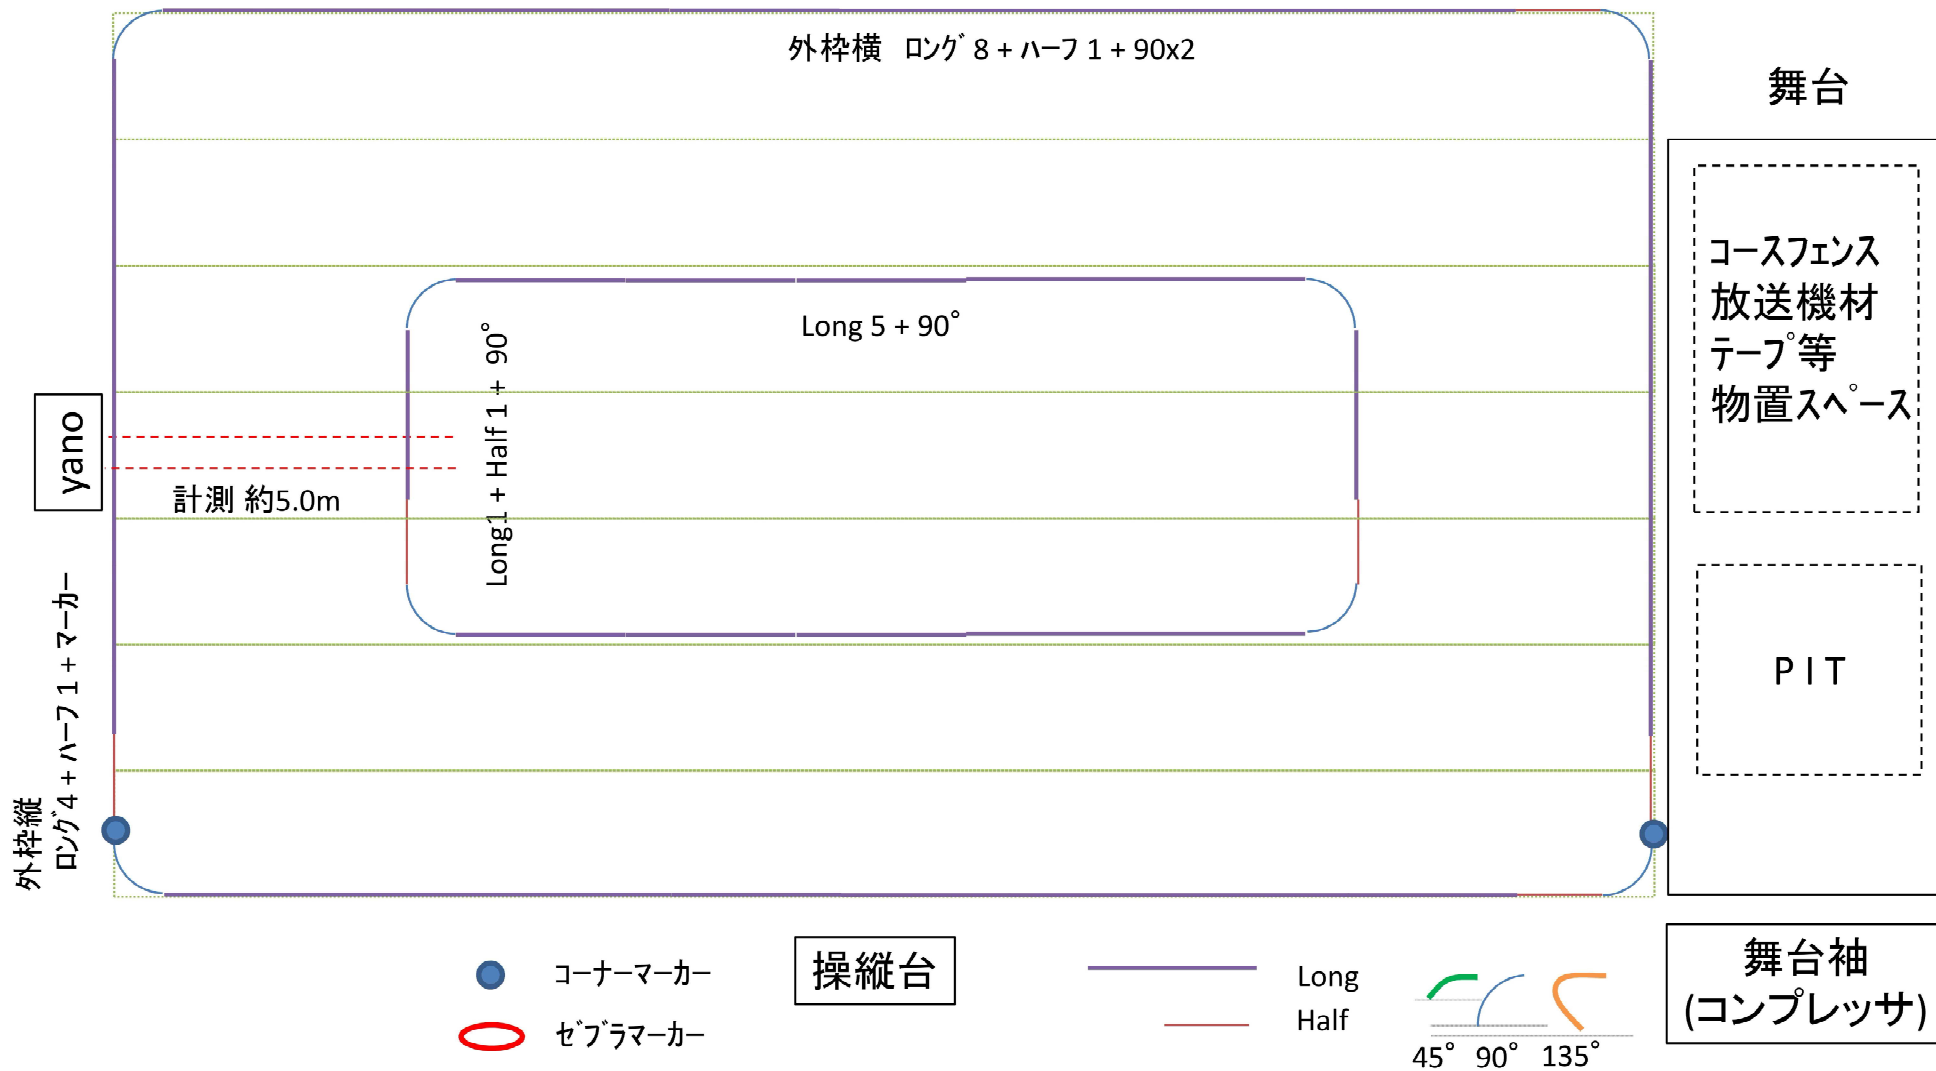 外枠横 ﾛﾝｸﾞ 8 + ﾊｰﾌ 1 + 90x2
舞台
コースフェンス
放送機材
テープ等
物置スペース
Long 5 + 90°
Long1 + Half 1 + 90°
yano
計測 約5.0m
外枠縦
ﾛﾝｸﾞ4 + ﾊｰﾌ 1 + ﾏｰｶｰ
P I T
コーナーマーカー
ゼブラマーカー
操縦台
Long
Half
45° 90° 135°
舞台袖
(コンプレッサ)